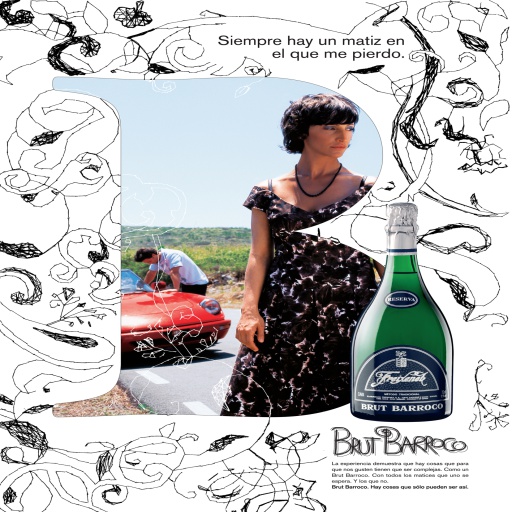 Siempre hay un matiz en
el que me pierdo.
RESERVA
Freixenet
BRUT BARROCO
BRUT BARROCO
La experiencia demuestra que hay cosas que para
que nos gusten tienen que ser complejas. Como un
Brut Barroco. Con todos los matices que uno se
espera. Y los que no.
Brut Barroco. Hay cosas que sólo pueden ser así.